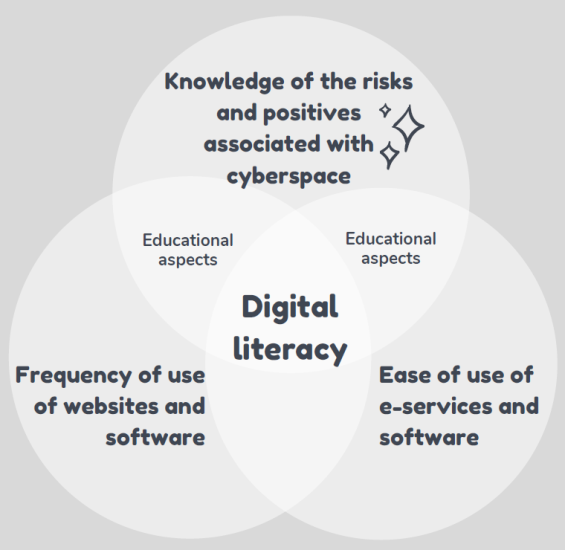 Knowledge of the risks
and positives
associated with
cyberspace
Educational
aspects
Educational
aspects
Digital
literacy
Frequency of use
of websites and
software
Ease of use of
e-services and
software